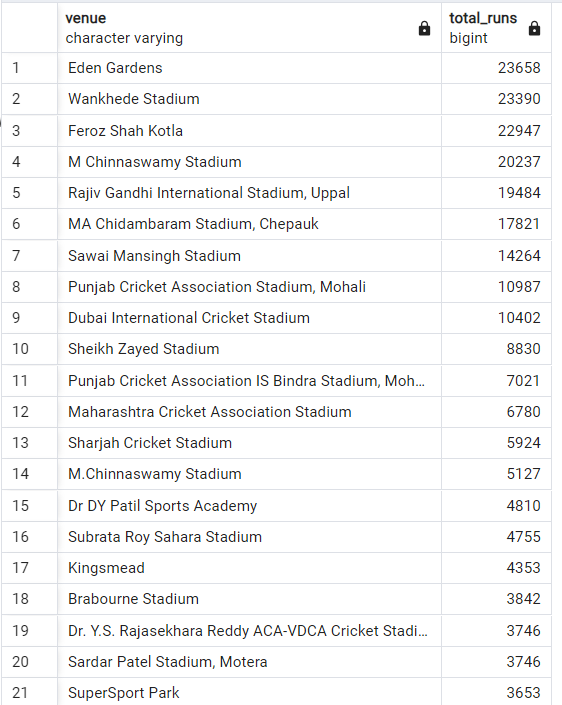 venue total_runs
character varying bigint
1 Eden Gardens 23658
2 Wankhede Stadium 23390
3 Feroz Shah Kotla 22947
4 M Chinnaswamy Stadium 20237
5 Rajiv Gandhi International Stadium, Uppal 19484
6 MA Chidambaram Stadium, Chepauk 17821
7 Sawai Mansingh Stadium 14264
8 Punjab Cricket Association Stadium, Mohali 10987
9 Dubai International Cricket Stadium 10402
10 Sheikh Zayed Stadium 8830
11 Punjab Cricket Association IS Bindra Stadium, Moh... 7021
12 Maharashtra Cricket Association Stadium 6780
13 Sharjah Cricket Stadium 5924
14 M.Chinnaswamy Stadium 5127
15 Dr DY Patil Sports Academy 4810
16 Subrata Roy Sahara Stadium 4755
17 Kingsmead 4353
18 Brabourne Stadium 3842
19 Dr. Y.S. Rajasekhara Reddy ACA-VDCA Cricket Stadi... 3746
20 Sardar Patel Stadium, Motera 3746
21 SuperSport Park 3653